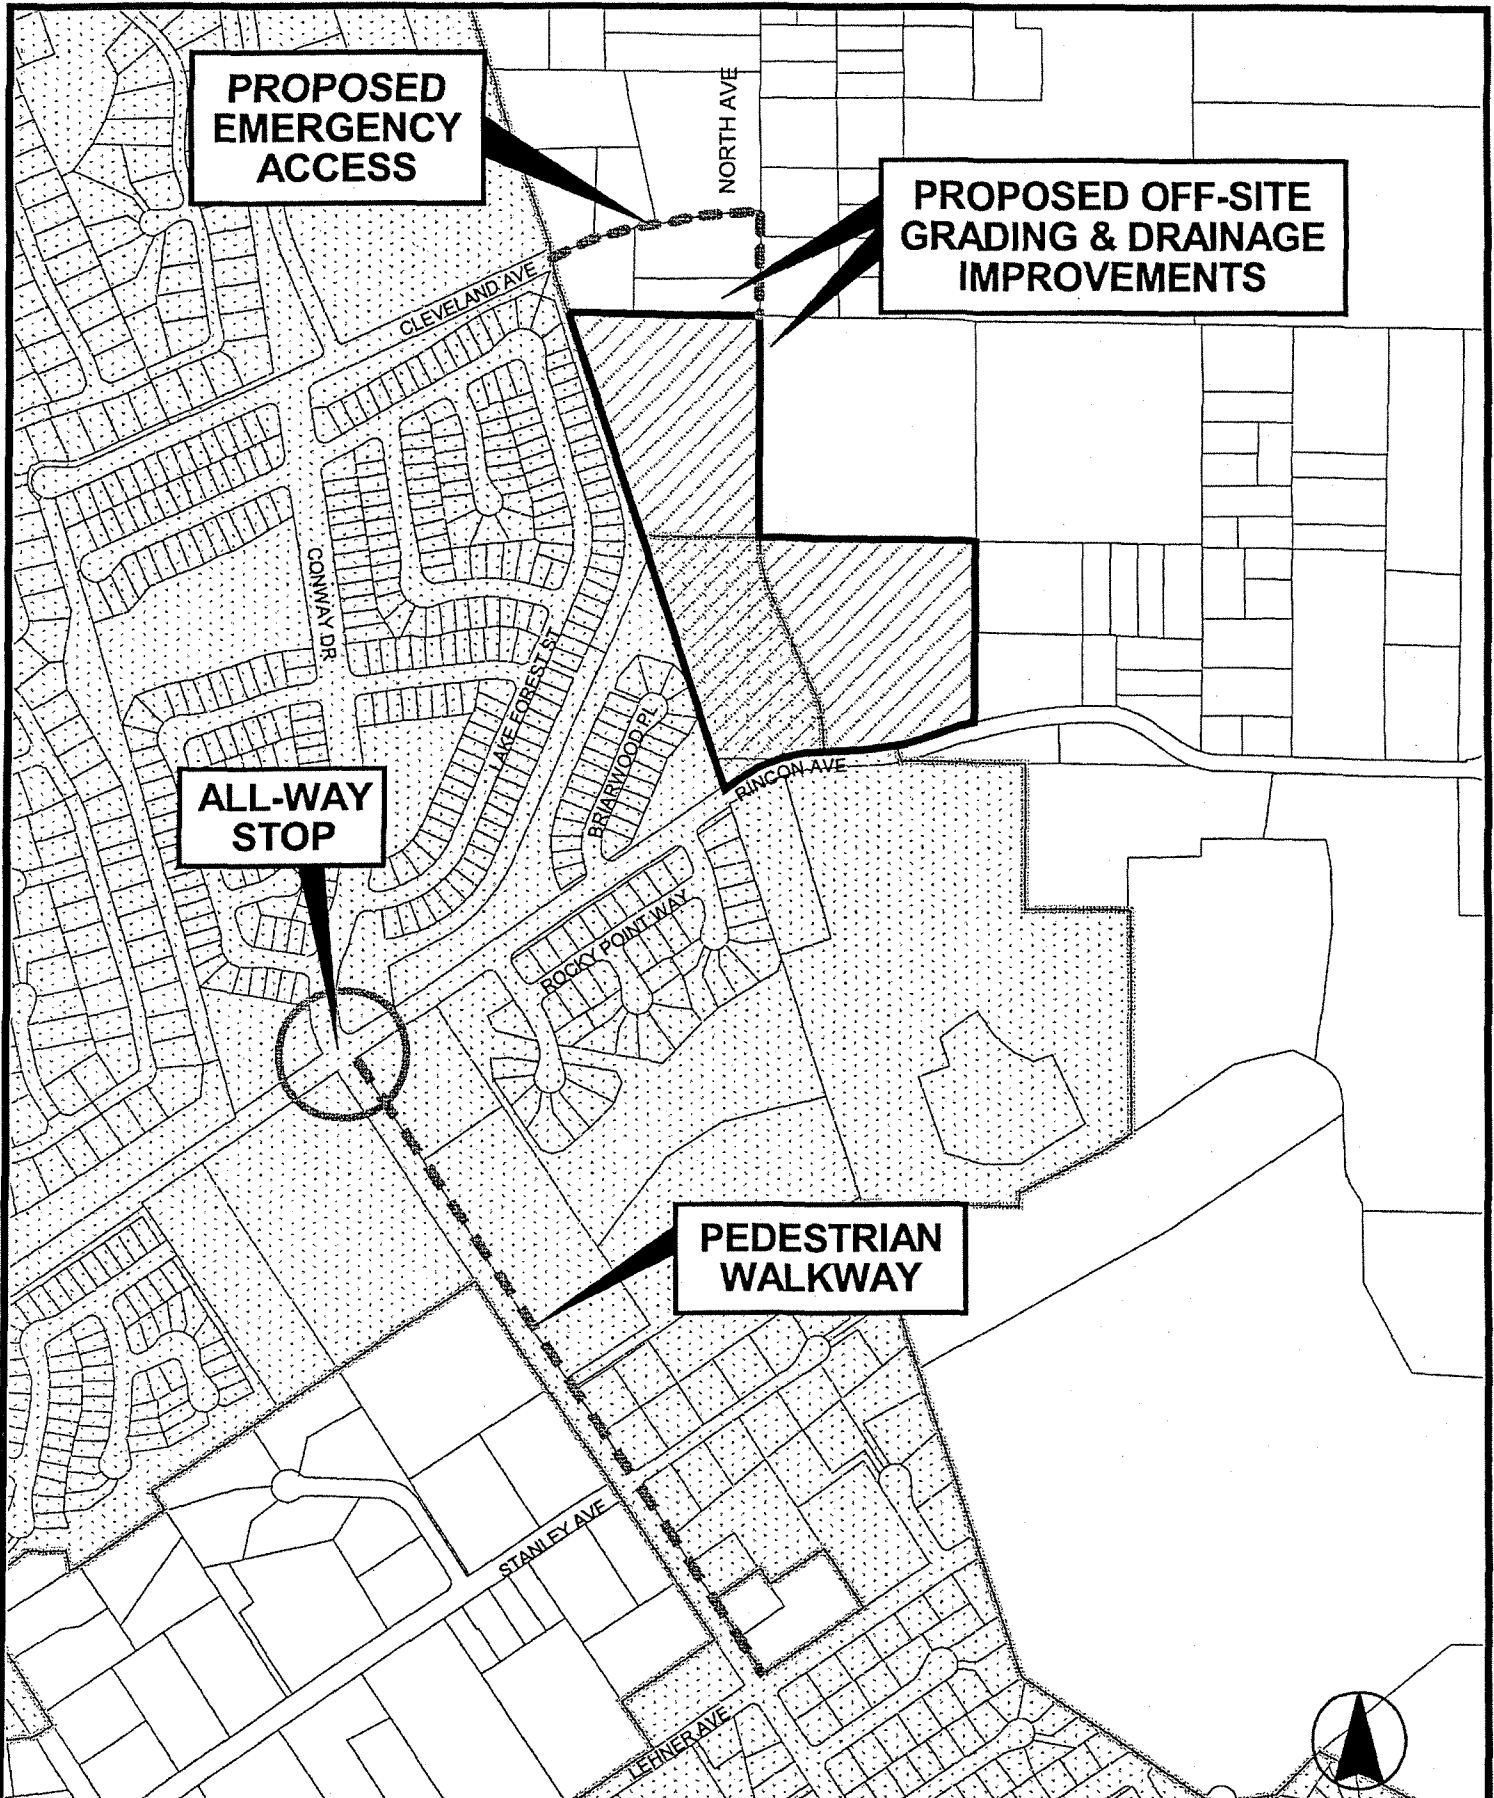 PROPOSED
EMERGENCY
ACCESS
NORTH AVE
PROPOSED OFF-SITE
GRADING & DRAINAGE
IMPROVEMENTS
CLEVELAND AVE
CONWAY DR
LAKE FOREST ST
BRIARWOOD PL
RINCON AVE
ALL-WAY
STOP
ROCKY POINT WAY
PEDESTRIAN
WALKWAY
STANLEY AVE
LEHNER AVE